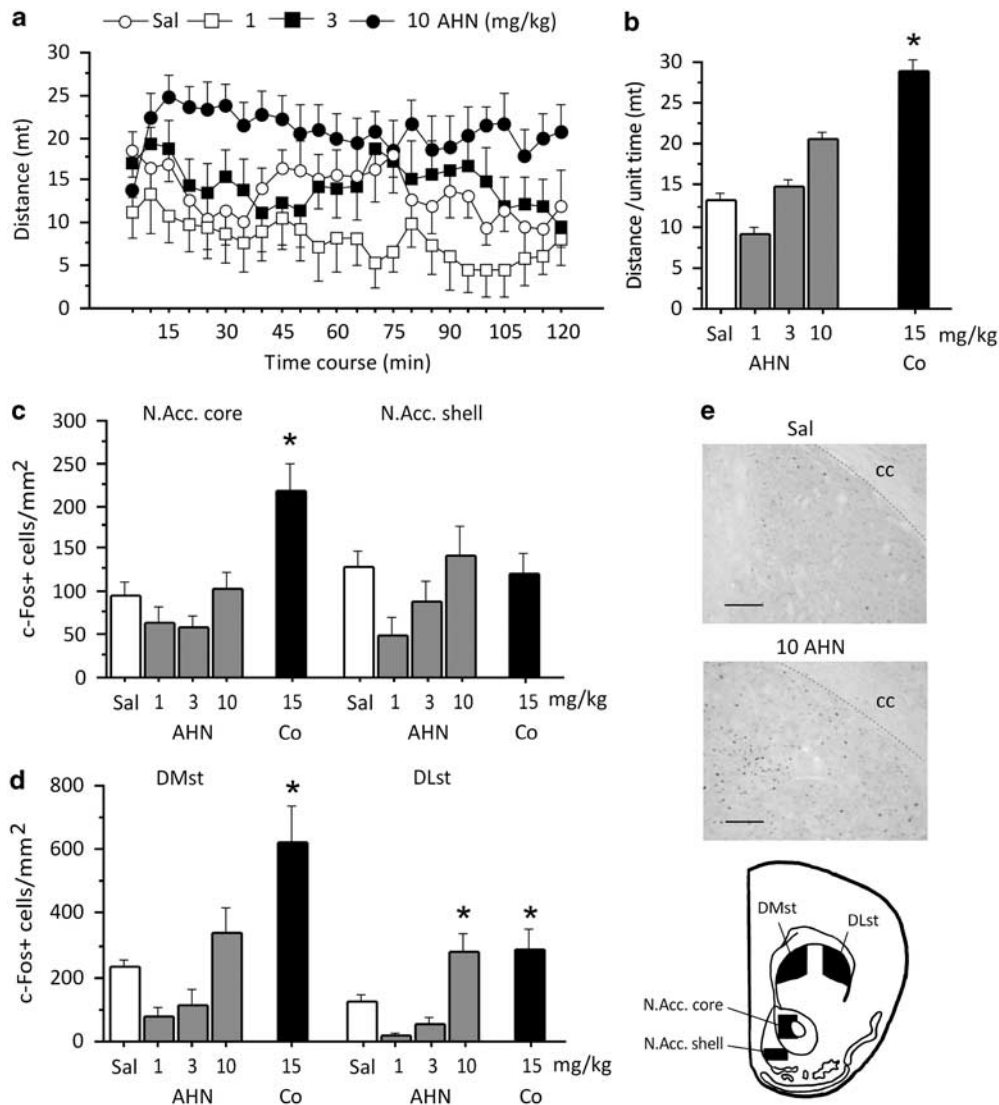 a
Sal 1 3 10 AHN (mg/kg)
Distance (mt)
30
25
20
15
10
5
0
15 30 45 60 75 90 105 120
Time course (min)
b
*
Distance /unit time (mt)
30
25
20
15
10
5
0
Sal 1 3 10 15 mg/kg
AHN Co
c
N.Acc. core N.Acc. shell
*
c-Fos+ cells/mm2
300
250
200
150
100
50
0
Sal 1 3 10 15 Sal 1 3 10 15 mg/kg
AHN Co AHN Co
d
DMst DLst
* * *
c-Fos+ cells/mm2
800
600
400
200
0
Sal 1 3 10 15 Sal 1 3 10 15 mg/kg
AHN Co AHN Co
e
Sal
cc
10 AHN
cc
DMst DLst
N.Acc. core
N.Acc. shell